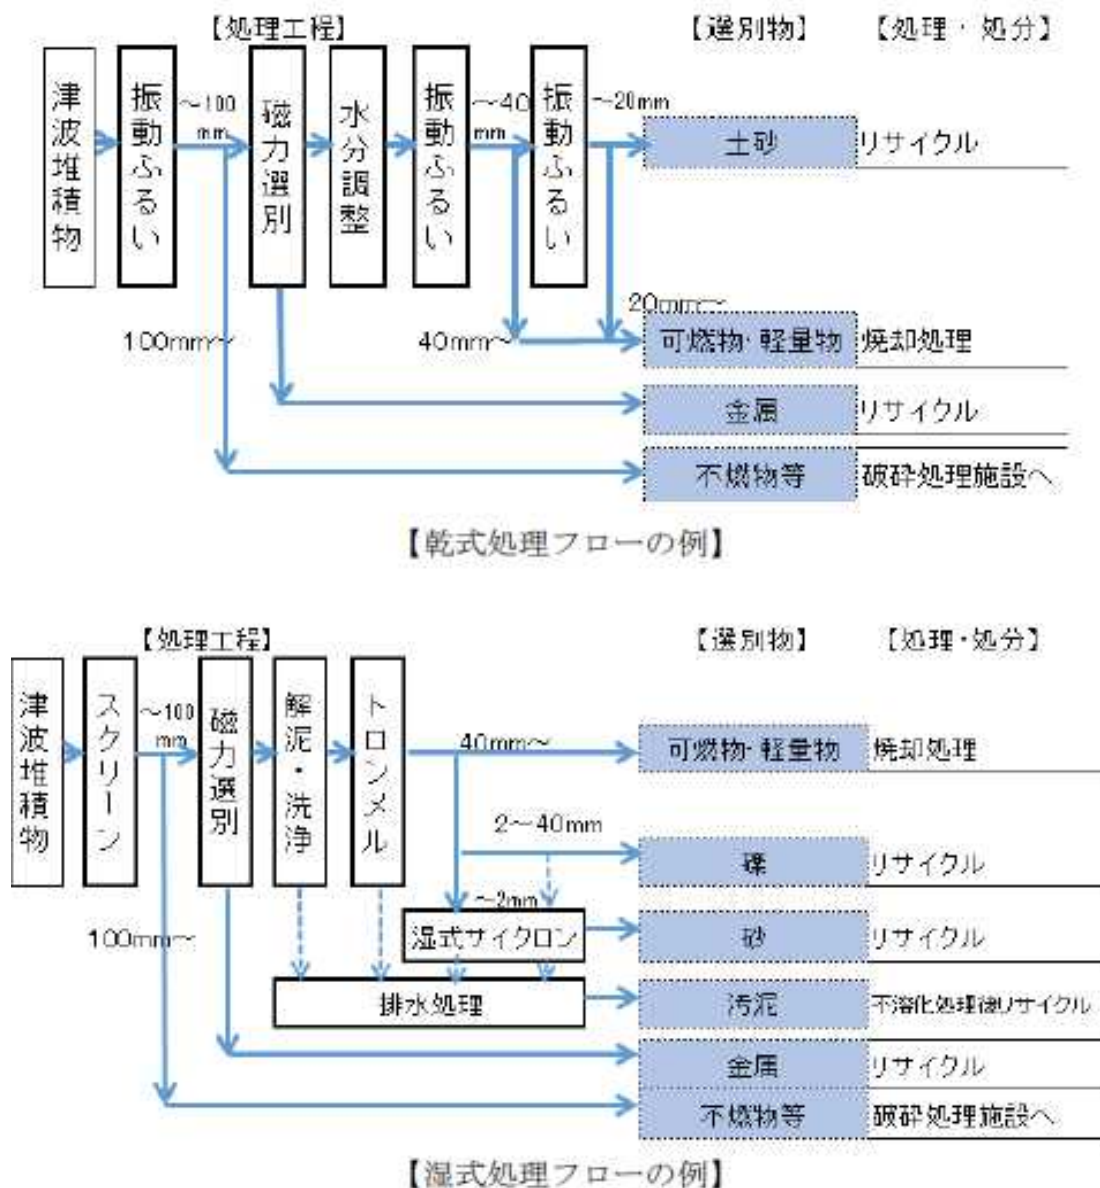 【処理工程】 【選別物】 【処理・処分】
津波堆積物
振動ふるい
~100
mm
磁力選別
水分調整
振動ふるい
~40
mm
振動ふるい
~20mm
土砂 リサイクル
20mm~
100mm~
40mm~
可燃物・軽量物 焼却処理
金属 リサイクル
不燃物等 破砕処理施設へ
【乾式処理フローの例】
【処理工程】 【選別物】 【処理・処分】
津波堆積物
スクリーン
~100
mm
磁力選別
解泥・洗浄
トロンメル
40mm~
可燃物・軽量物 焼却処理
2~40mm
礫 リサイクル
~2mm
湿式サイクロン
砂 リサイクル
100mm~
排水処理
汚泥 不溶化処理後リサイクル
金属 リサイクル
不燃物等 破砕処理施設へ
【湿式処理フローの例】